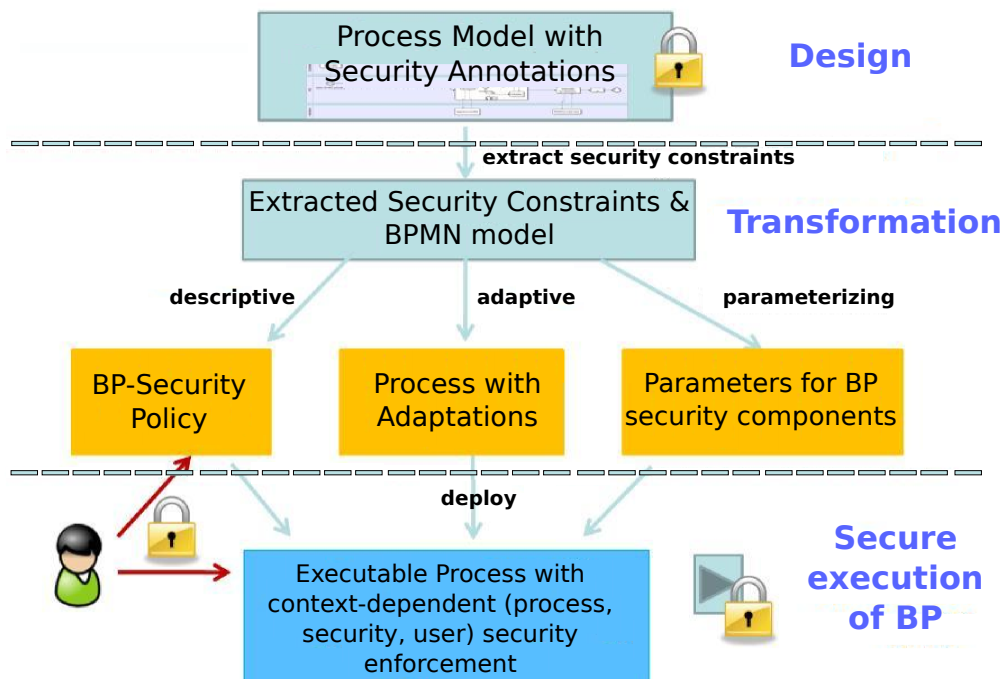 Process Model with
Security Annotations
Design
extract security constraints
Extracted Security Constraints &
BPMN model
Transformation
descriptive
adaptive
parameterizing
BP-Security
Policy
Process with
Adaptations
Parameters for BP
security components
deploy
Executable Process with
context-dependent (process,
security, user) security
enforcement
Secure
execution
of BP